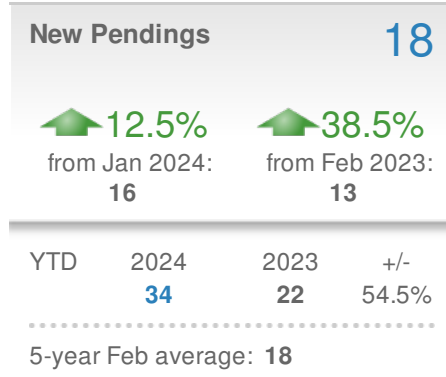 New Pendings 18
12.5% 38.5%
from Jan 2024: from Feb 2023:
16 13
YTD 2024 2023 +/-
34 22 54.5%
5-year Feb average: 18